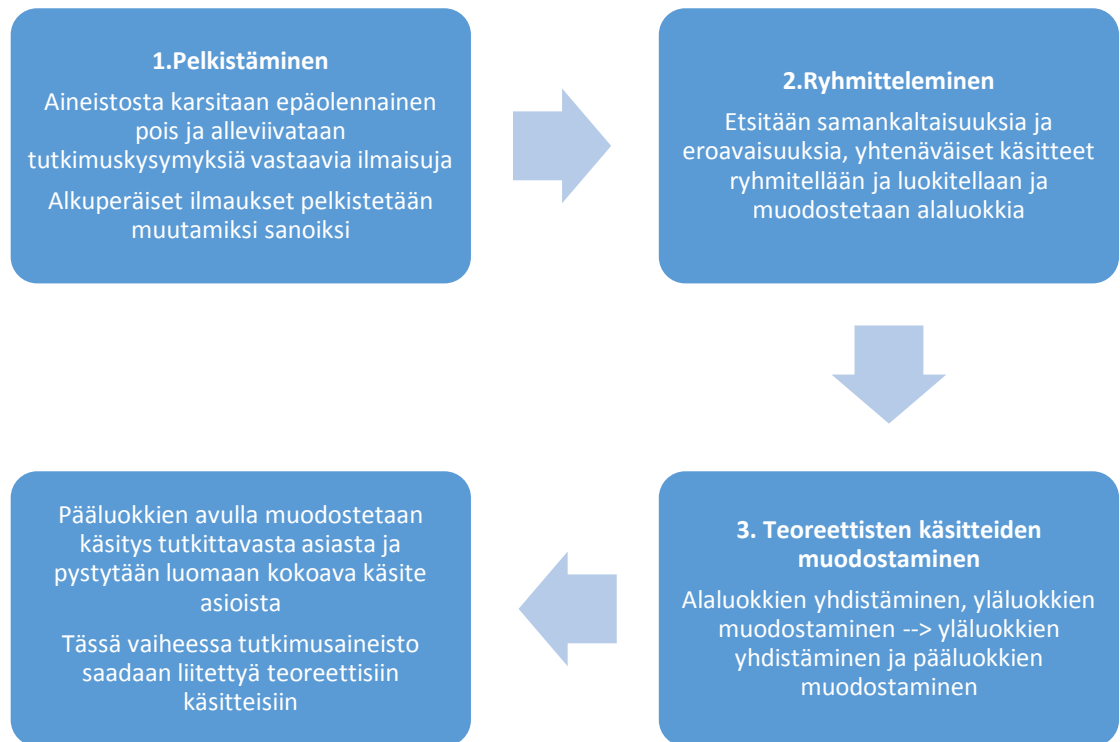 1.Pelkistäminen
Aineistosta karsitaan epäolennainen
pois ja alleviivataan
tutkimuskysymyksiä vastaavia ilmaisuja
Alkuperäiset ilmaukset pelkistetään
muutamiksi sanoiksi
2.Ryhmitteleminen
Etsitään samankaltaisuuksia ja
eroavaisuuksia, yhtenäväiset käsitteet
ryhmitellään ja luokitellaan ja
muodostetaan alaluokkia
3. Teoreettisten käsitteiden
muodostaminen
Alaluokkien yhdistäminen, yläluokkien
muodostaminen --> yläluokkien
yhdistäminen ja pääluokkien
muodostaminen
Pääluokkien avulla muodostetaan
käsitys tutkittavasta asiasta ja
pystytään luomaan kokoava käsite
asioista
Tässä vaiheessa tutkimusaineisto
saadaan liitettyä teoreettisiin
käsitteisiin